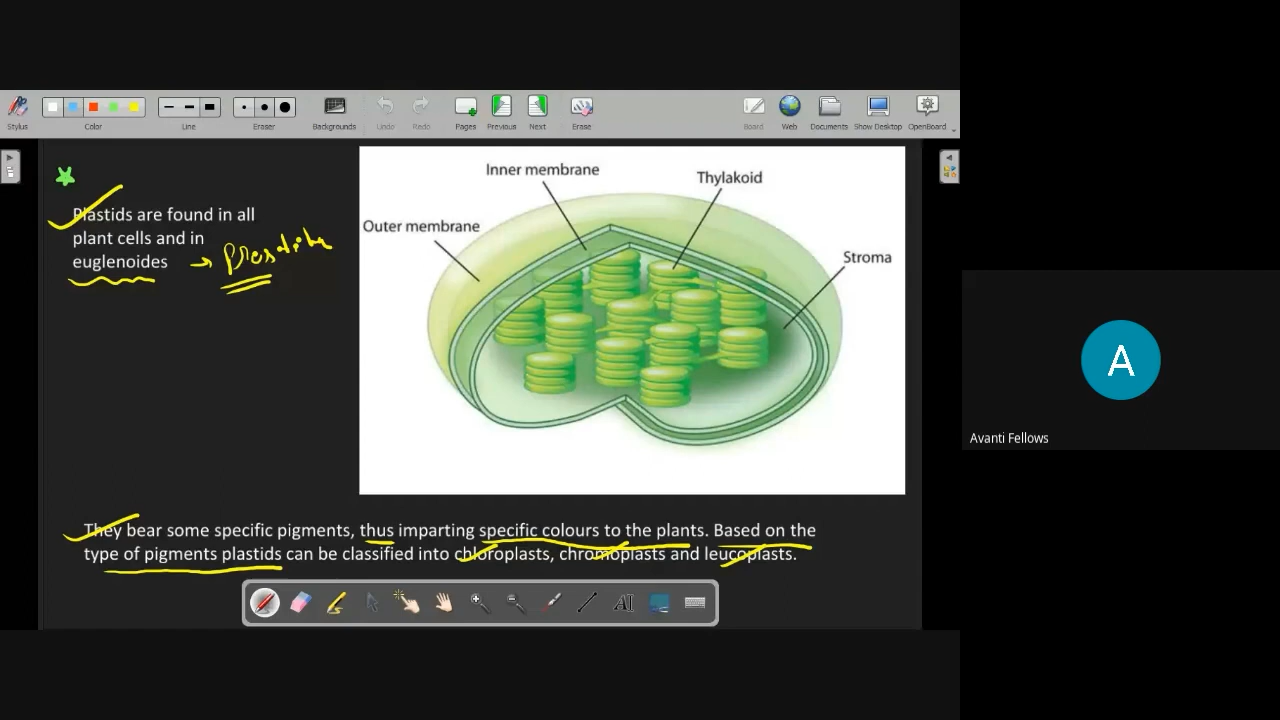 Stylus
Color
Line
Eraser
Backgrounds
Undo
Redo
Pages
Previous
Next
Erase
Board
Web
Documents
Show Desktop
OpenBoard
Plastids are found in all
plant cells and in
euglenoides
Inner membrane
Thylakoid
Outer membrane
Stroma
They bear some specific pigments, thus imparting specific colours to the plants. Based on the
type of pigments plastids can be classified into chloroplasts, chromoplasts and leucoplasts.
AI
A
Avanti Fellows